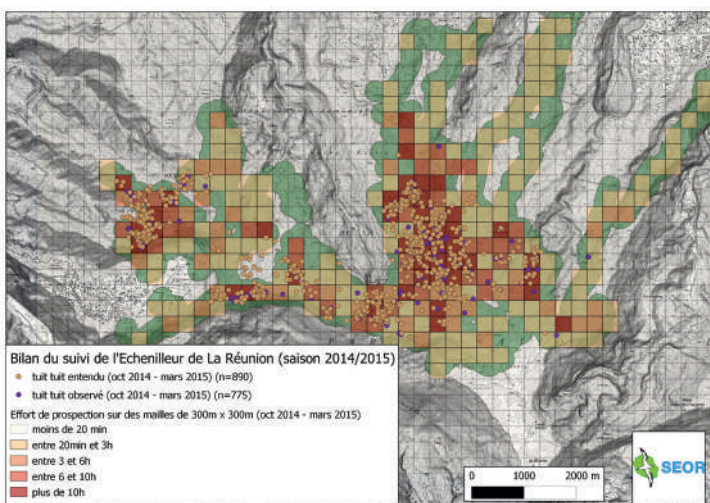 Bilan du suivi de l'Echenilleur de La Réunion (saison 2014/2015)
tuit tuit entendu (oct 2014 - mars 2015) (n=890)
tuit tuit observé (oct 2014 - mars 2015) (n=775)
Effort de prospection sur des mailles de 300m x 300m (oct 2014 - mars 2015)
moins de 20 min
entre 20min et 3h
entre 3 et 6h
entre 6 et 10h
plus de 10h
0 1000 2000 m
SEOR